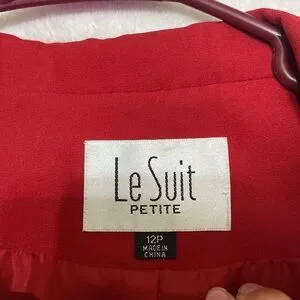 Le Suit
PETITE
12P
MADE IN
CHINA